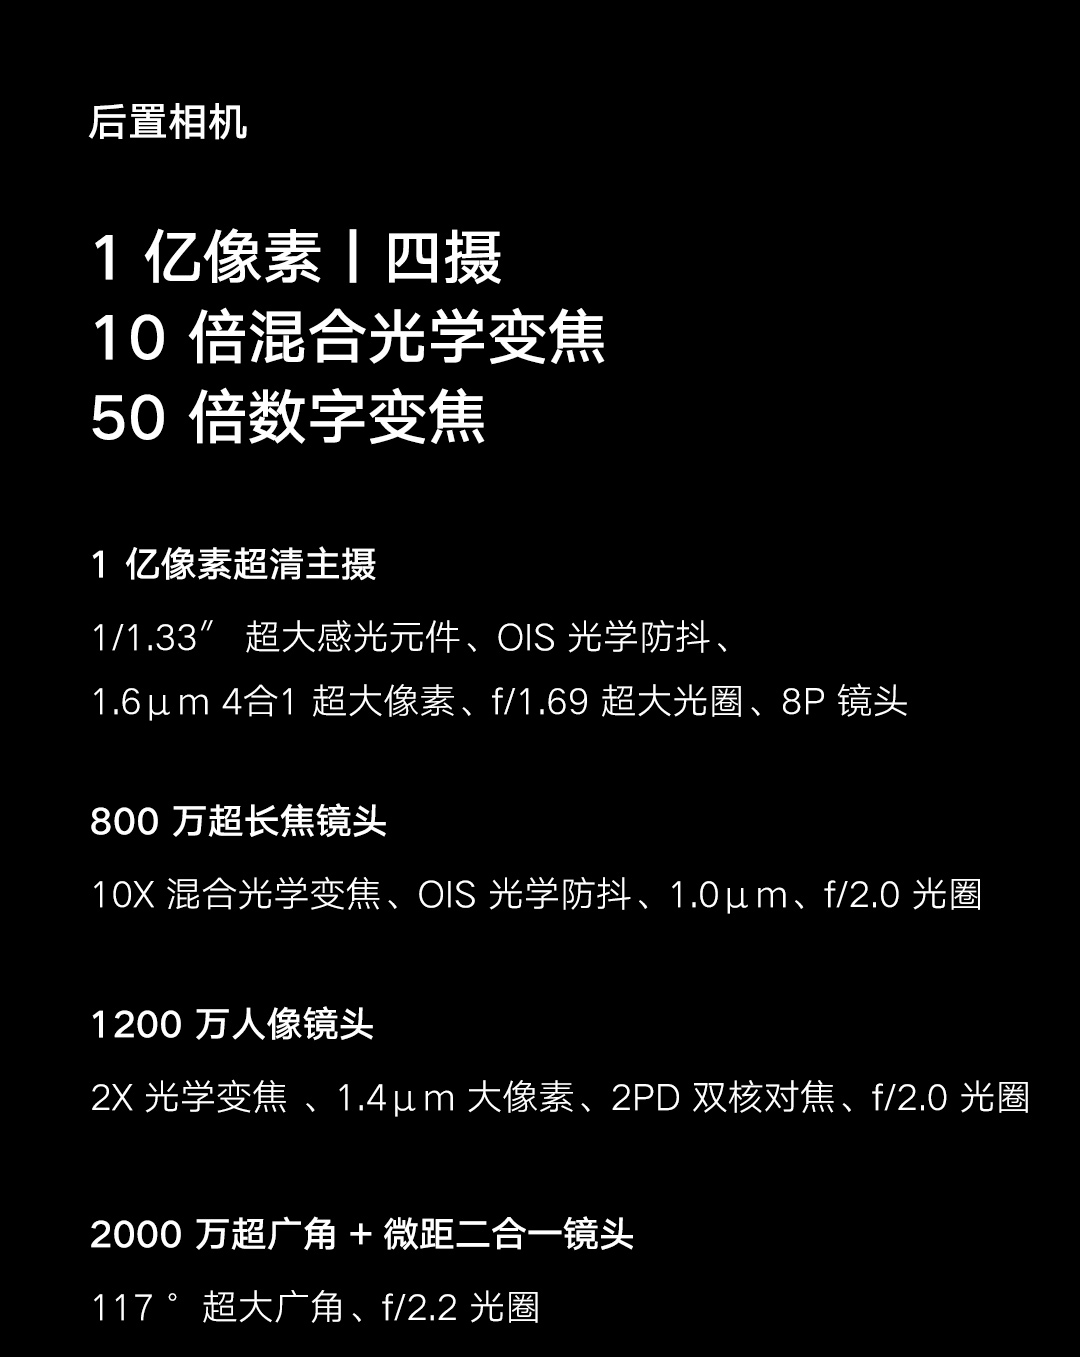 后置相机
1 亿像素丨四摄
10 倍混合光学变焦
50 倍数字变焦
1 亿像素超清主摄
1/1.33″ 超大感光元件、OIS 光学防抖、
1.6μm 4合1 超大像素、f/1.69 超大光圈、8P 镜头
800 万超长焦镜头
10X 混合光学变焦、OIS 光学防抖、1.0μm、f/2.0 光圈
1200 万人像镜头
2X 光学变焦 、1.4μm 大像素、2PD 双核对焦、f/2.0 光圈
2000 万超广角 + 微距二合一镜头
117 ° 超大广角、f/2.2 光圈